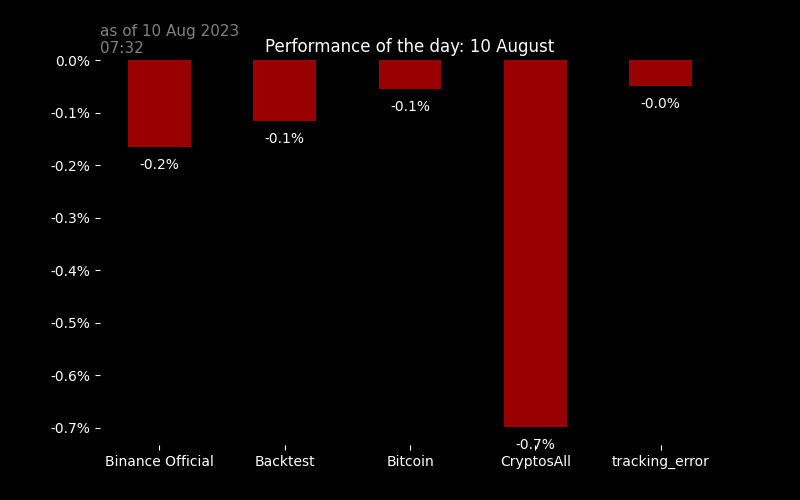 as of 10 Aug 2023
07:32
Performance of the day: 10 August
0.0%
-0.1%
-0.2%
-0.3%
-0.4%
-0.5%
-0.6%
-0.7%
-0.2%
-0.1%
-0.1%
-0.7%
-0.0%
Binance Official
Backtest
Bitcoin
CryptosAll
tracking_error